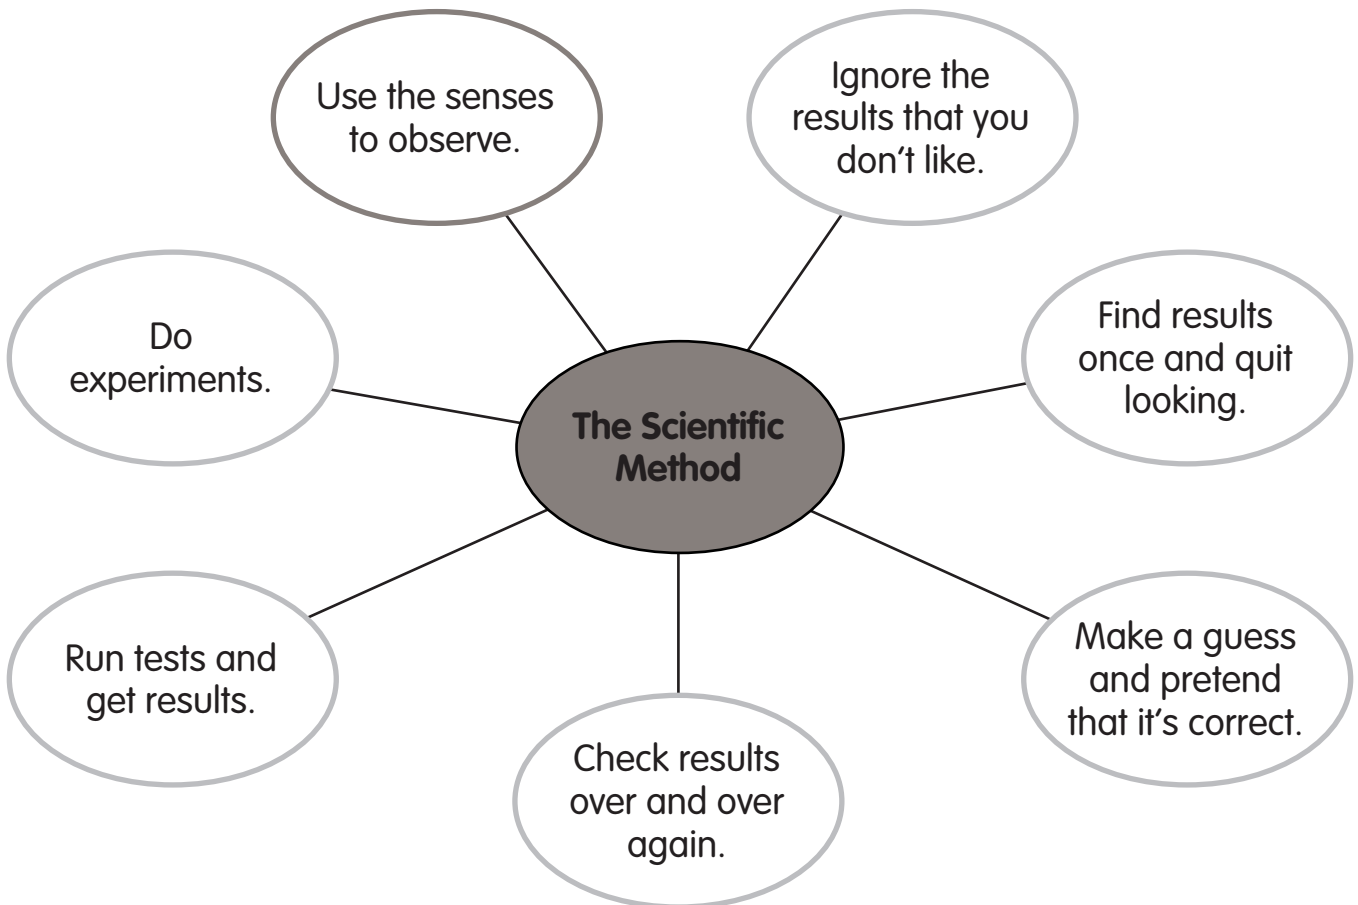 Use the senses
to observe.
Ignore the
results that you
don't like.
Do
experiments.
Find results
once and quit
looking.
The Scientific
Method
Run tests and
get results.
Make a guess
and pretend
that it's correct.
Check results
over and over
again.